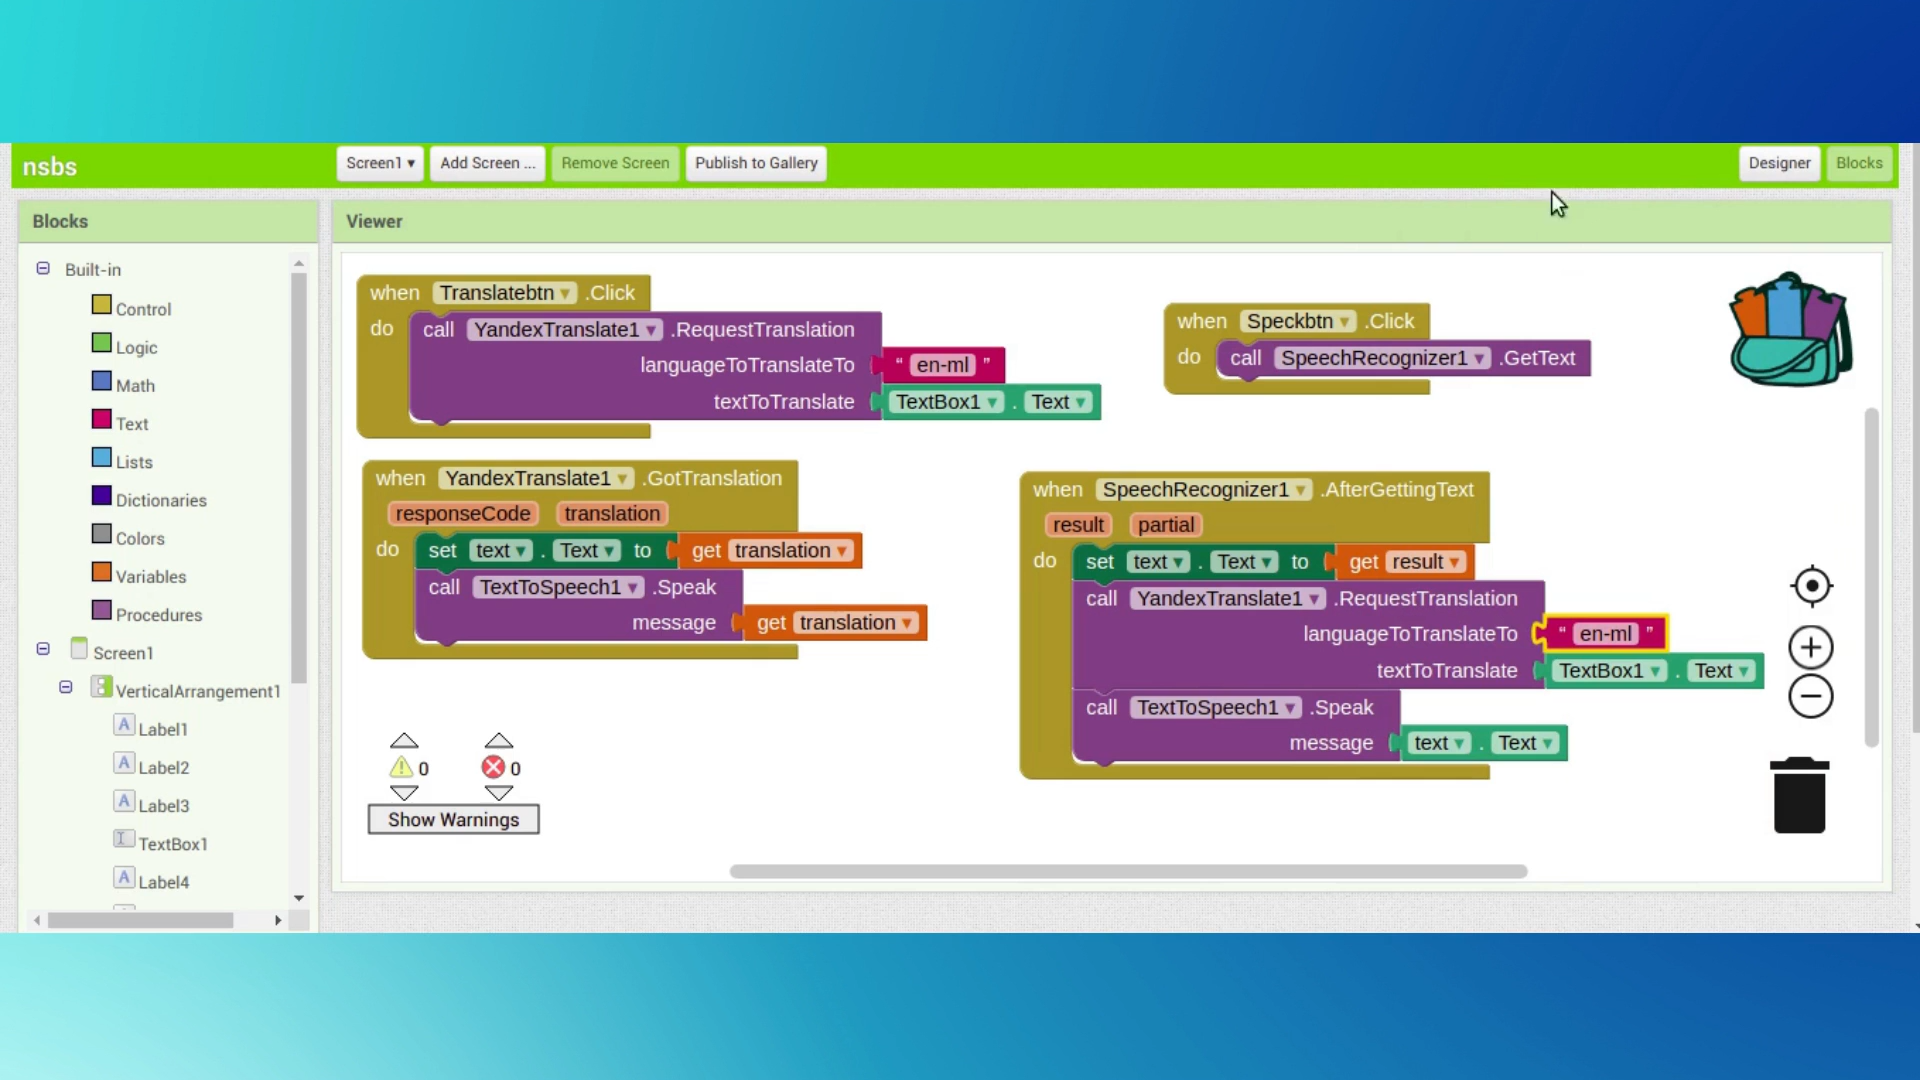 nsbs
Screen1 ▾ Add Screen ... Remove Screen Publish to Gallery
Designer Blocks
Blocks
Viewer
Built-in
Control
Logic
Math
Text
Lists
Dictionaries
Colors
Variables
Procedures
Screen1
VerticalArrangement1
Label1
Label2
Label3
TextBox1
Label4
when Translatebtn .Click
do call YandexTranslate1 .RequestTranslation
languageToTranslateTo “ en-ml ”
textToTranslate TextBox1 . Text
when Speckbtn .Click
do call SpeechRecognizer1 .GetText
when YandexTranslate1 .GotTranslation
responseCode translation
do set text . Text to get translation
call TextToSpeech1 .Speak
message get translation
when SpeechRecognizer1 .AfterGettingText
result partial
do set text . Text to get result
call YandexTranslate1 .RequestTranslation
languageToTranslateTo “ en-ml ”
textToTranslate TextBox1 . Text
call TextToSpeech1 .Speak
message text . Text
0 0
Show Warnings